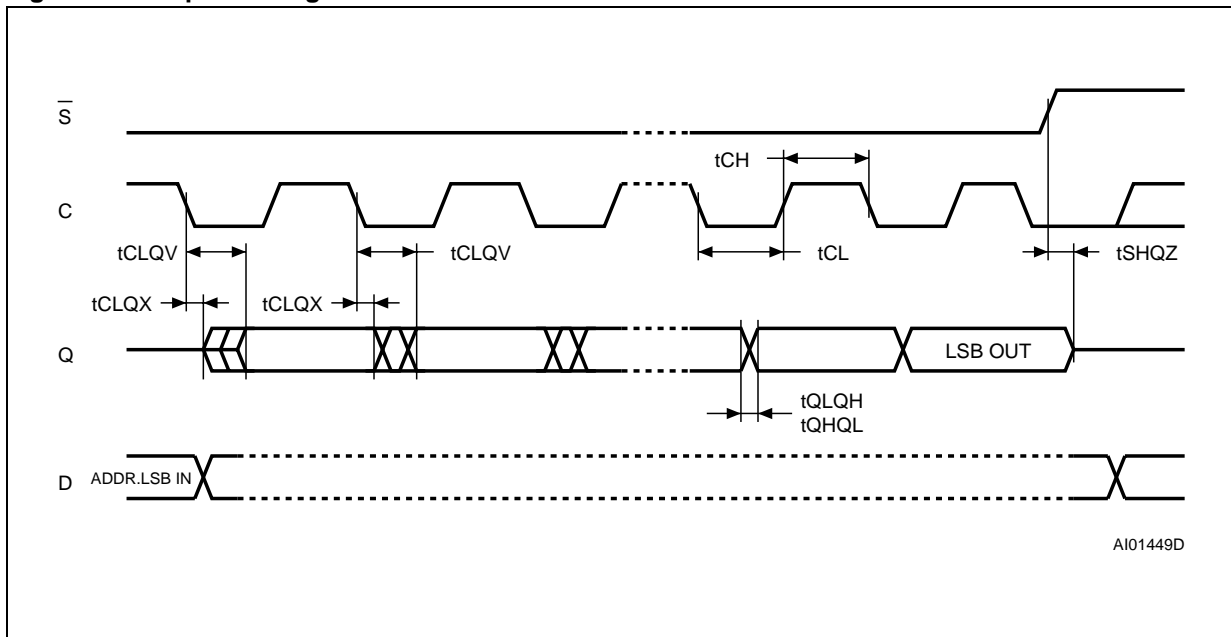 S
tCH
C
tCLQV
tCLQV
tCL
tSHQZ
tCLQX
tCLQX
Q
LSB OUT
tQLQH
tQHQL
D
ADDR.LSB IN
AI01449D